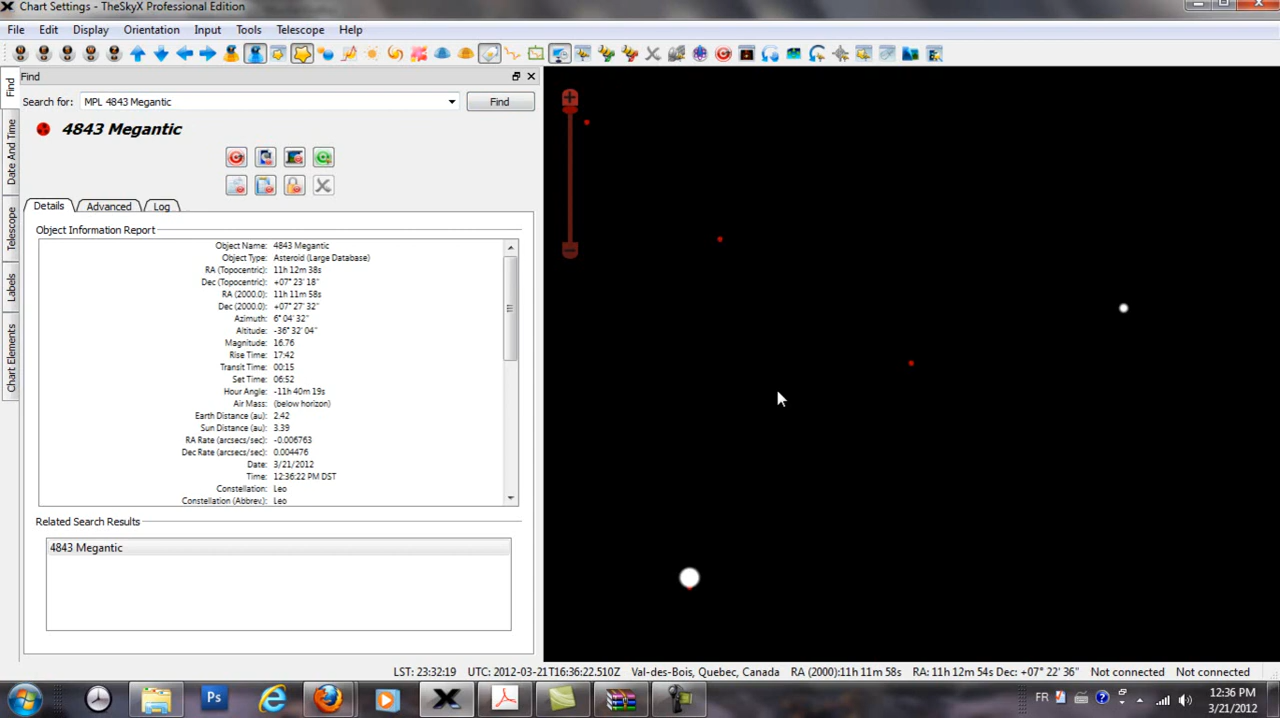 Chart Settings - TheSkyX Professional Edition
File Edit Display Orientation Input Tools Telescope Help
Find
Search for: MPL 4843 Megantic Find
4843 Megantic
Find
Date And Time
Telescope
Labels
Chart Elements
Details Advanced Log
Object Information Report
Object Name: 4843 Megantic
Object Type: Asteroid (Large Database)
RA (Topocentric): 11h 12m 38s
Dec (Topocentric): +07° 23' 18"
RA (2000.0): 11h 11m 58s
Dec (2000.0): +07° 27' 32"
Azimuth: 6° 04' 32"
Altitude: -36° 32' 04"
Magnitude: 16.76
Rise Time: 17:42
Transit Time: 00:15
Set Time: 06:52
Hour Angle: -11h 40m 19s
Air Mass: (below horizon)
Earth Distance (au): 2.42
Sun Distance (au): 3.39
RA Rate (arcsecs/sec): -0.006763
Dec Rate (arcsecs/sec): 0.004476
Date: 3/21/2012
Time: 12:36:22 PM DST
Constellation: Leo
Constellation (Abbrev.): Leo
Related Search Results
4843 Megantic
LST: 23:32:19 UTC: 2012-03-21T16:36:22.510Z Val-des-Bois, Quebec, Canada RA (2000):11h 11m 58s RA: 11h 12m 54s Dec: +07° 22' 36" Not connected Not connected
Ps
FR
12:36 PM
3/21/2012